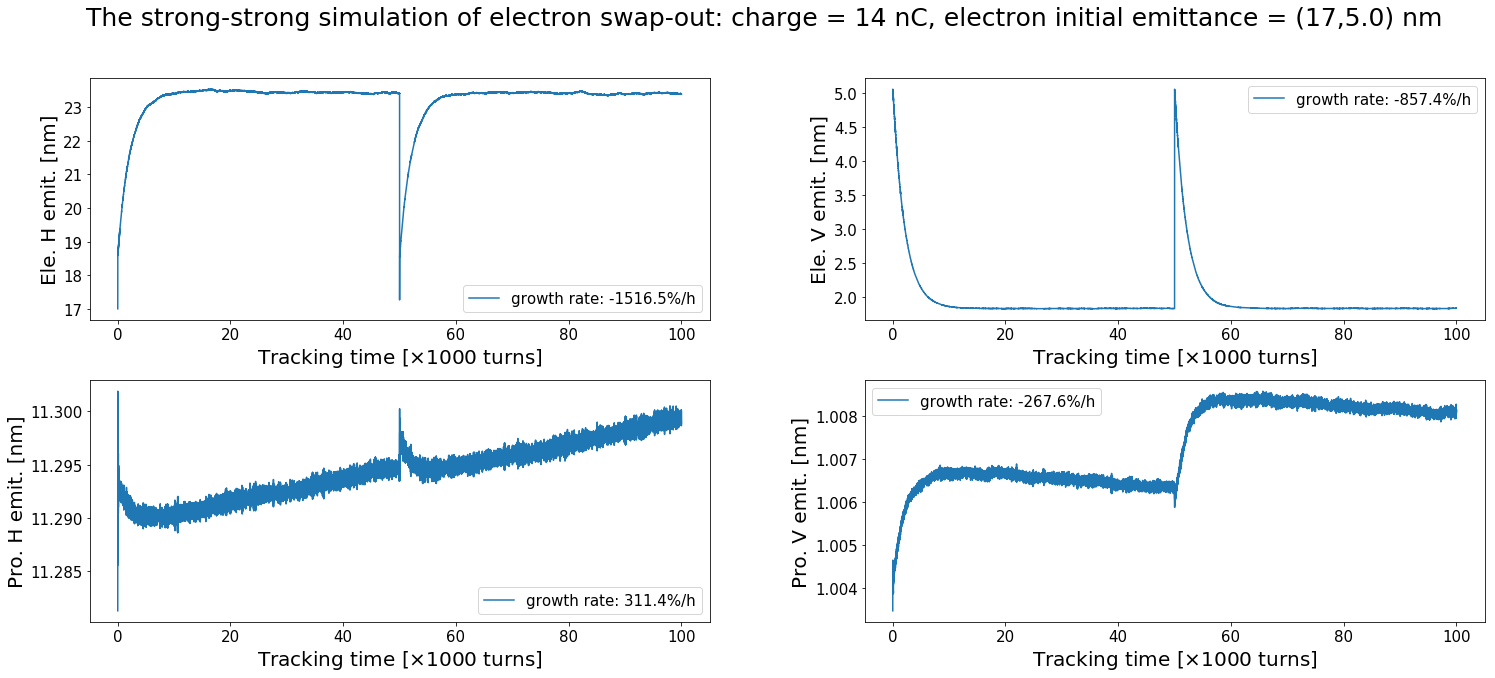 The strong-strong simulation of electron swap-out: charge = 14 nC, electron initial emittance = (17,5.0) nm
Ele. H emit. [nm]
23
22
21
20
19
18
17
growth rate: -1516.5%/h
0 20 40 60 80 100
Tracking time [×1000 turns]
Ele. V emit. [nm]
5.0
4.5
4.0
3.5
3.0
2.5
2.0
growth rate: -857.4%/h
0 20 40 60 80 100
Tracking time [×1000 turns]
Pro. H emit. [nm]
11.300
11.295
11.290
11.285
growth rate: 311.4%/h
0 20 40 60 80 100
Tracking time [×1000 turns]
Pro. V emit. [nm]
1.008
1.007
1.006
1.005
1.004
growth rate: -267.6%/h
0 20 40 60 80 100
Tracking time [×1000 turns]